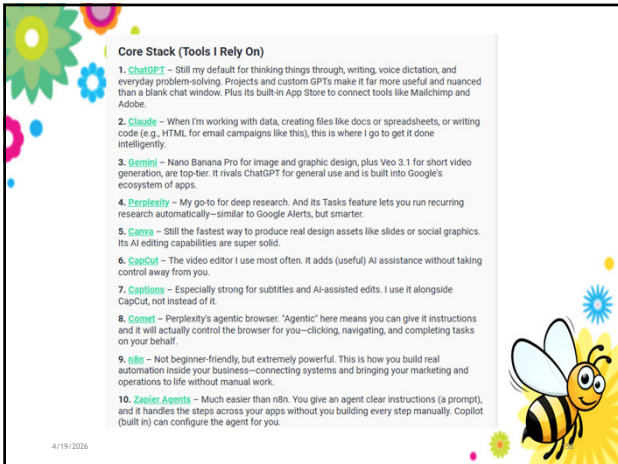 Core Stack (Tools I Rely On)
1. ChatGPT – Still my default for thinking things through, writing, voice dictation, and
everyday problem-solving. Projects and custom GPTs make it far more useful and nuanced
than a blank chat window. Plus its built-in App Store to connect tools like Mailchimp and
Adobe.
2. Claude – When I'm working with data, creating files like docs or spreadsheets, or writing
code (e.g., HTML for email campaigns like this), this is where I go to get it done
intelligently.
3. Gemini – Nano Banana Pro for image and graphic design, plus Veo 3.1 for short video
generation, are top-tier. It rivals ChatGPT for general use and is built into Google's
ecosystem of apps.
4. Perplexity – My go-to for deep research. And its Tasks feature lets you run recurring
research automatically—similar to Google Alerts, but smarter.
5. Canva – Still the fastest way to produce real design assets like slides or social graphics.
Its AI editing capabilities are super solid.
6. CapCut – The video editor I use most often. It adds (useful) AI assistance without taking
control away from you.
7. Captions – Especially strong for subtitles and AI-assisted edits. I use it alongside
CapCut, not instead of it.
8. Comet – Perplexity's agentic browser. "Agentic" here means you can give it instructions
and it will actually control the browser for you—clicking, navigating, and completing tasks
on your behalf.
9. n8n – Not beginner-friendly, but extremely powerful. This is how you build real
automation inside your business—connecting systems and bringing your marketing and
operations to life without manual work.
10. Zapier Agents – Much easier than n8n. You give an agent clear instructions (a prompt),
and it handles the steps across your apps without you building every step manually. Copilot
(built in) can configure the agent for you.
4/19/2026